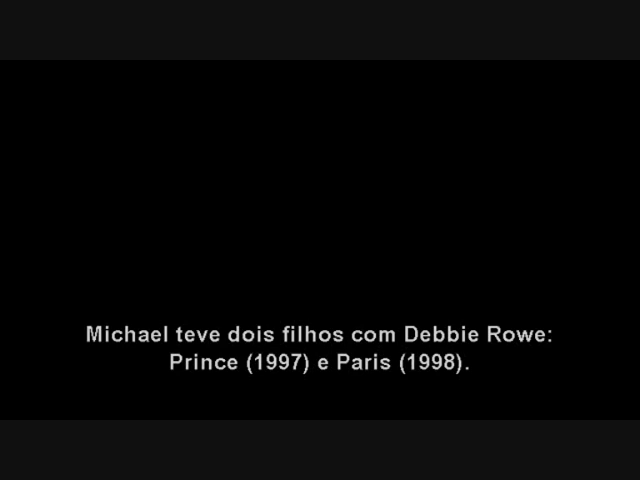 Michael teve dois filhos com Debbie Rowe:
Prince (1997) e Paris (1998).